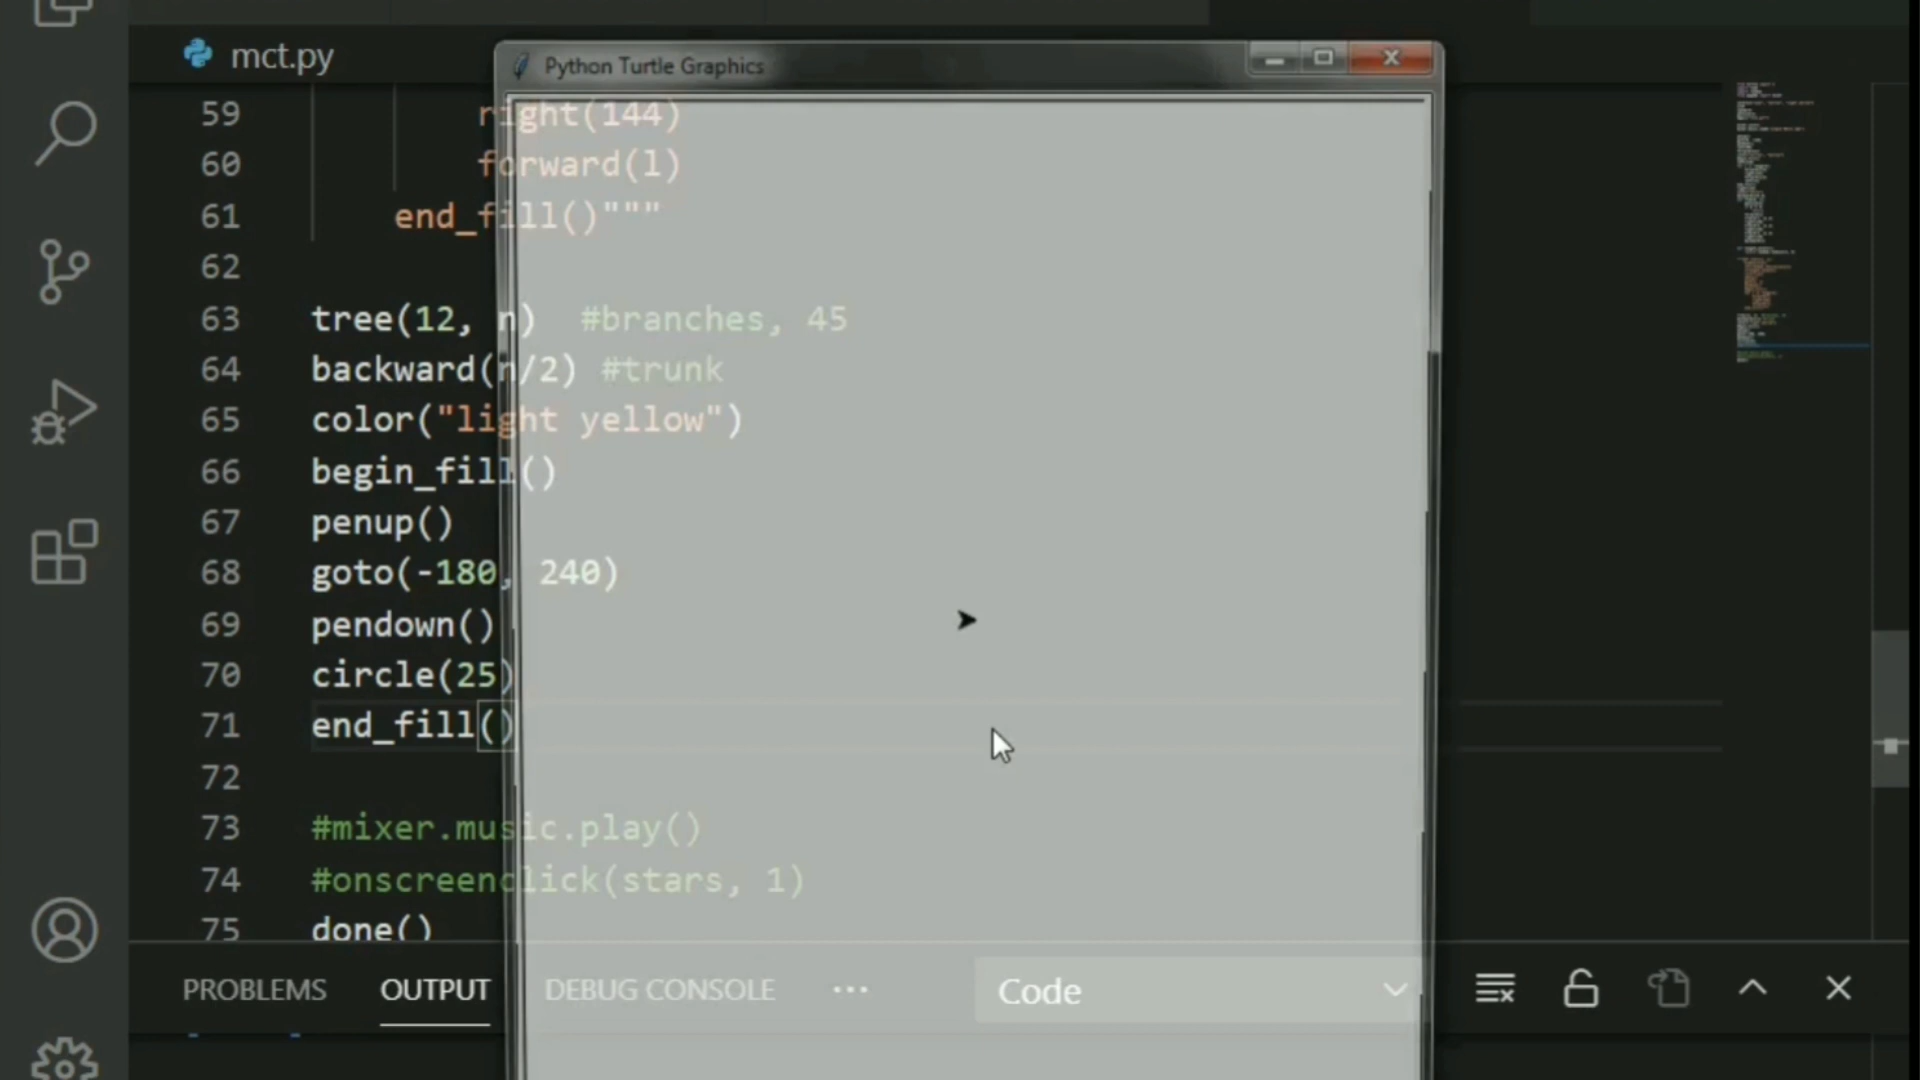 mct.py
Python Turtle Graphics
59 right(144)
60 forward(l)
61 end_fill()"""
62
63 tree(12, n) #branches, 45
64 backward(n/2) #trunk
65 color("light yellow")
66 begin_fill()
67 penup()
68 goto(-180, 240)
69 pendown()
70 circle(25)
71 end_fill()
72
73 #mixer.music.play()
74 #onscreenclick(stars, 1)
75 done()
PROBLEMS OUTPUT DEBUG CONSOLE ... Code